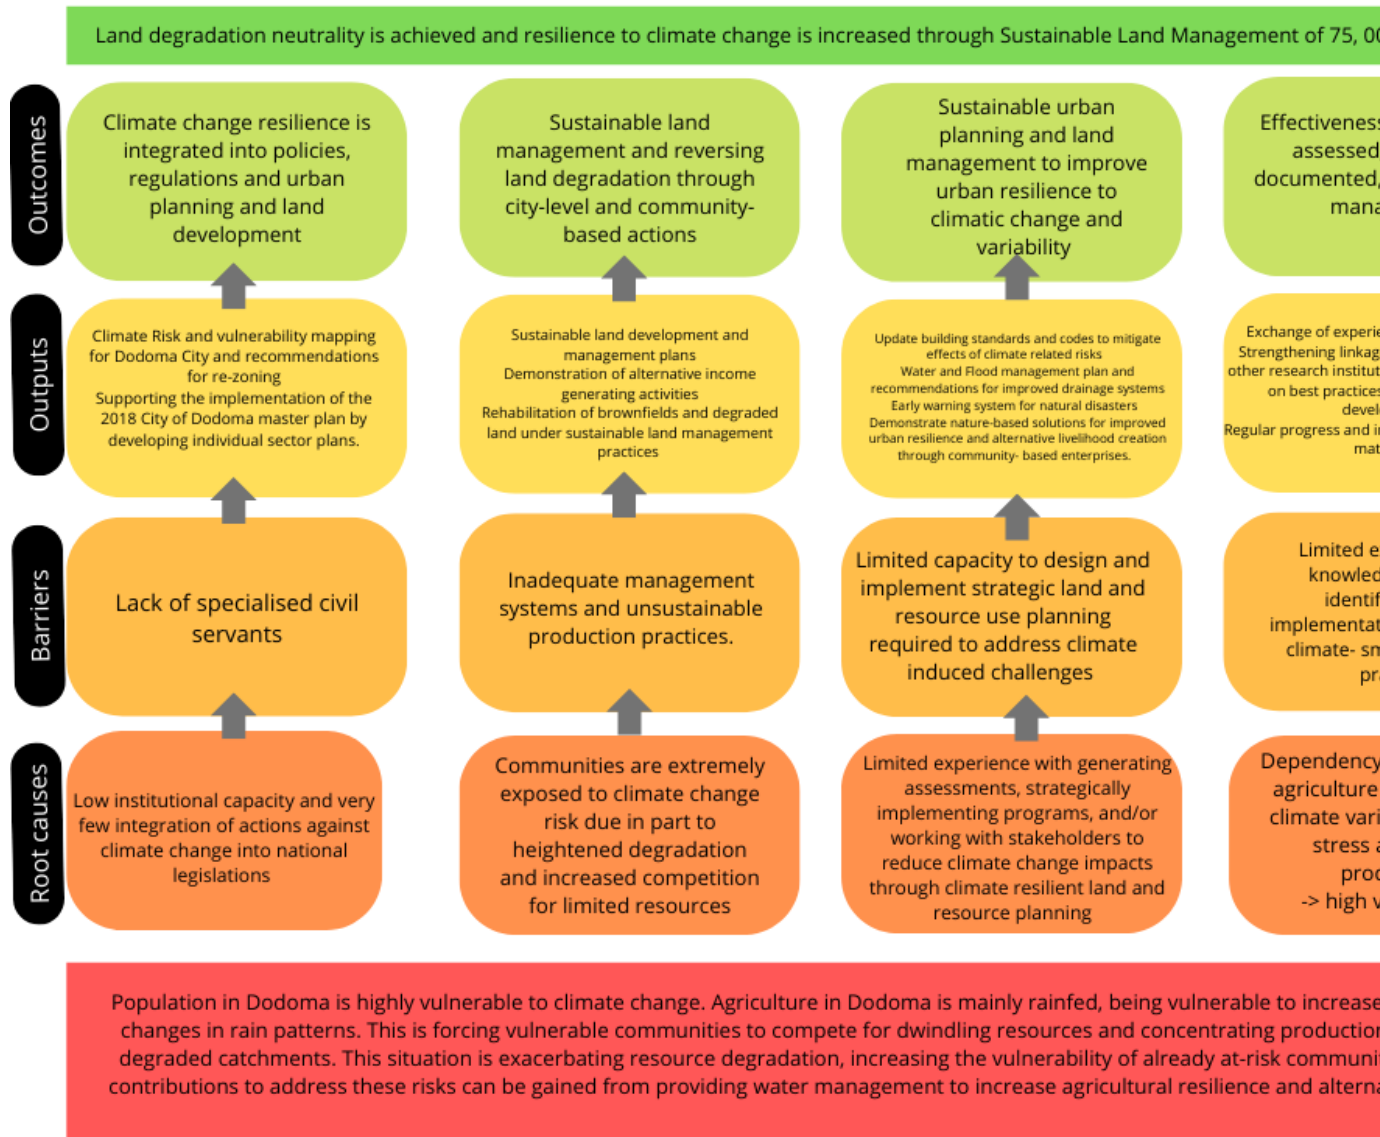 Land degradation neutrality is achieved and resilience to climate change is increased through Sustainable Land Management of 75, 00
Outcomes
Climate change resilience is
integrated into policies,
regulations and urban
planning and land
development
Sustainable land
management and reversing
land degradation through
city-level and community-
based actions
Sustainable urban
planning and land
management to improve
urban resilience to
climatic change and
variability
Effectiveness
assessed,
documented,
mana
Outputs
Climate Risk and vulnerability mapping
for Dodoma City and recommendations
for re-zoning
Supporting the implementation of the
2018 City of Dodoma master plan by
developing individual sector plans.
Sustainable land development and
management plans
Demonstration of alternative income
generating activities
Rehabilitation of brownfields and degraded
land under sustainable land management
practices
Update building standards and codes to mitigate
effects of climate related risks
Water and Flood management plan and
recommendations for improved drainage systems
Early warning system for natural disasters
Demonstrate nature-based solutions for improved
urban resilience and alternative livelihood creation
through community- based enterprises.
Exchange of experie
Strengthening linkag
other research institut
on best practices
devel
Regular progress and i
mat
Barriers
Lack of specialised civil
servants
Inadequate management
systems and unsustainable
production practices.
Limited capacity to design and
implement strategic land and
resource use planning
required to address climate
induced challenges
Limited e
knowled
identif
implementat
climate- sm
pra
Root causes
Low institutional capacity and very
few integration of actions against
climate change into national
legislations
Communities are extremely
exposed to climate change
risk due in part to
heightened degradation
and increased competition
for limited resources
Limited experience with generating
assessments, strategically
implementing programs, and/or
working with stakeholders to
reduce climate change impacts
through climate resilient land and
resource planning
Dependency
agriculture
climate vari
stress a
prod
-> high v
Population in Dodoma is highly vulnerable to climate change. Agriculture in Dodoma is mainly rainfed, being vulnerable to increase
changes in rain patterns. This is forcing vulnerable communities to compete for dwindling resources and concentrating production
degraded catchments. This situation is exacerbating resource degradation, increasing the vulnerability of already at-risk communit
contributions to address these risks can be gained from providing water management to increase agricultural resilience and alterna